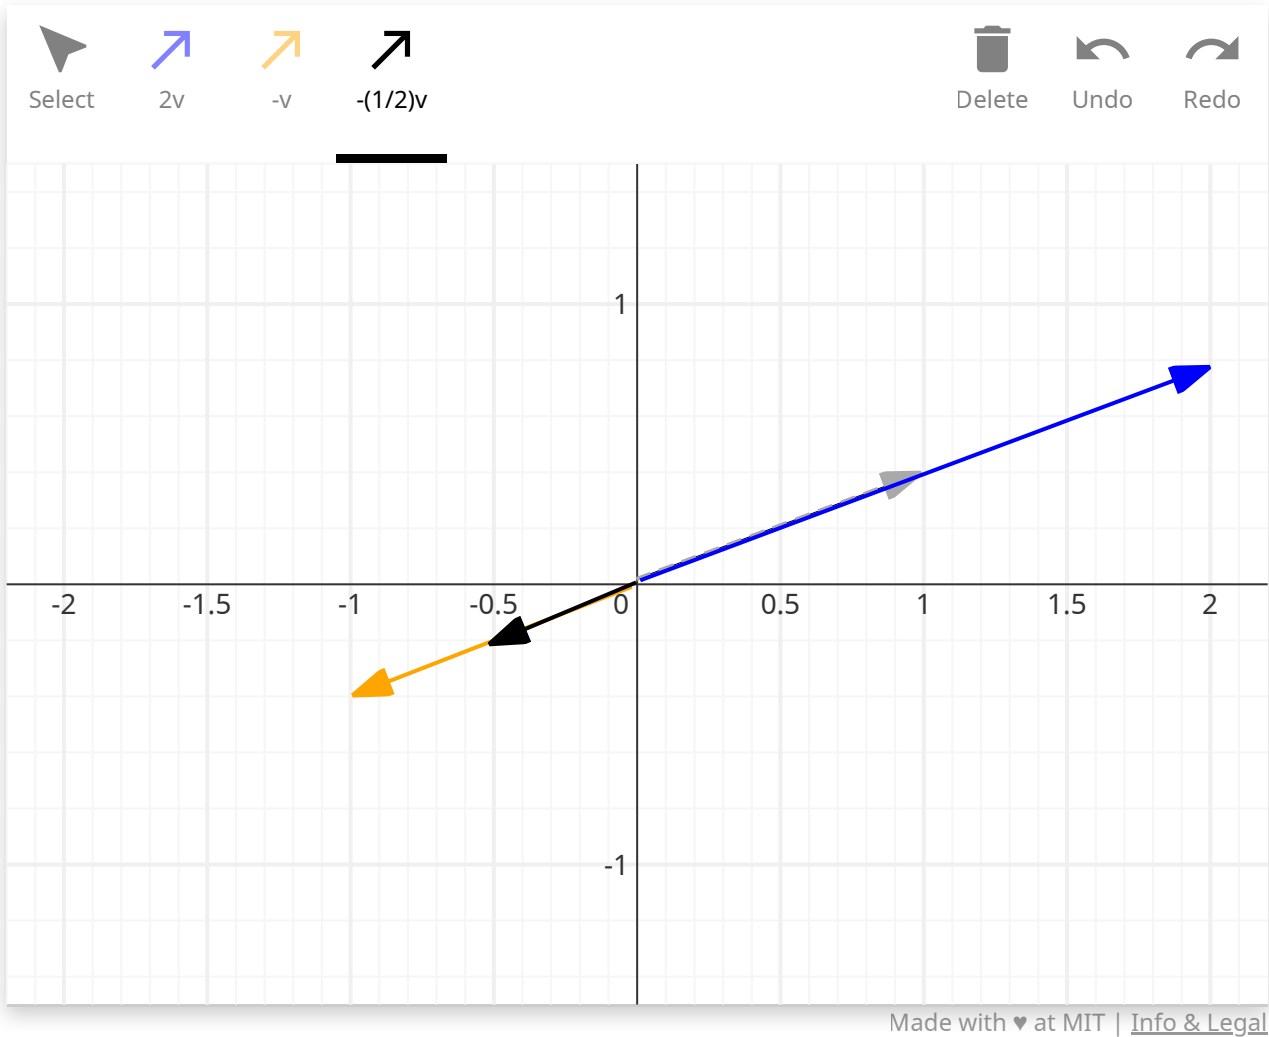 Select 2v -v -(1/2)v Delete Undo Redo
1
-2 -1.5 -1 -0.5 0 0.5 1 1.5 2
-1
Made with ♥ at MIT | Info & Legal